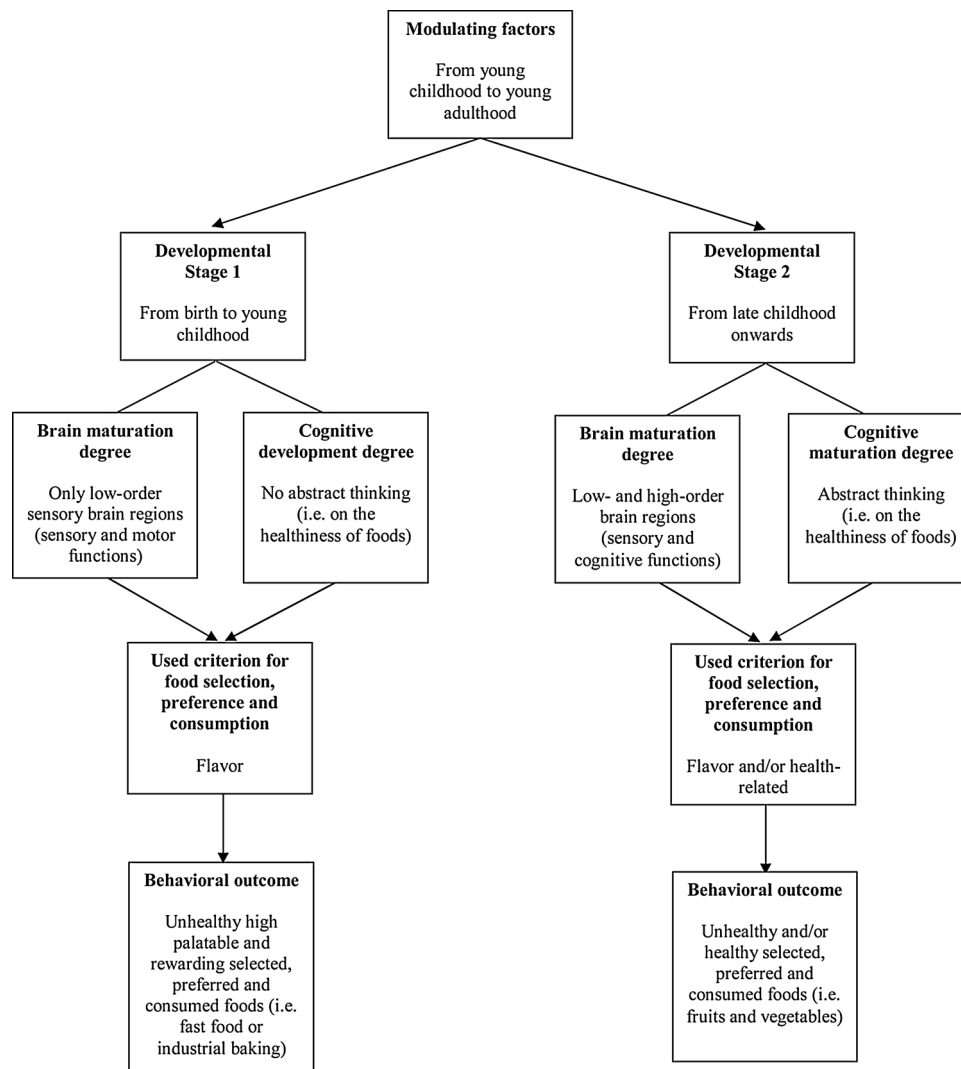 Modulating factors
From young
childhood to young
adulthood
Developmental
Stage 1
From birth to young
childhood
Developmental
Stage 2
From late childhood
onwards
Brain maturation
degree
Only low-order
sensory brain regions
(sensory and motor
functions)
Cognitive
development degree
No abstract thinking
(i.e. on the
healthiness of foods)
Brain maturation
degree
Low- and high-order
brain regions
(sensory and
cognitive functions)
Cognitive
maturation degree
Abstract thinking
(i.e. on the
healthiness of foods)
Used criterion for
food selection,
preference and
consumption
Flavor
Used criterion for
food selection,
preference and
consumption
Flavor and/or health-
related
Behavioral outcome
Unhealthy high
palatable and
rewarding selected,
preferred and
consumed foods (i.e.
fast food or
industrial baking)
Behavioral outcome
Unhealthy and/or
healthy selected,
preferred and
consumed foods (i.e.
fruits and vegetables)